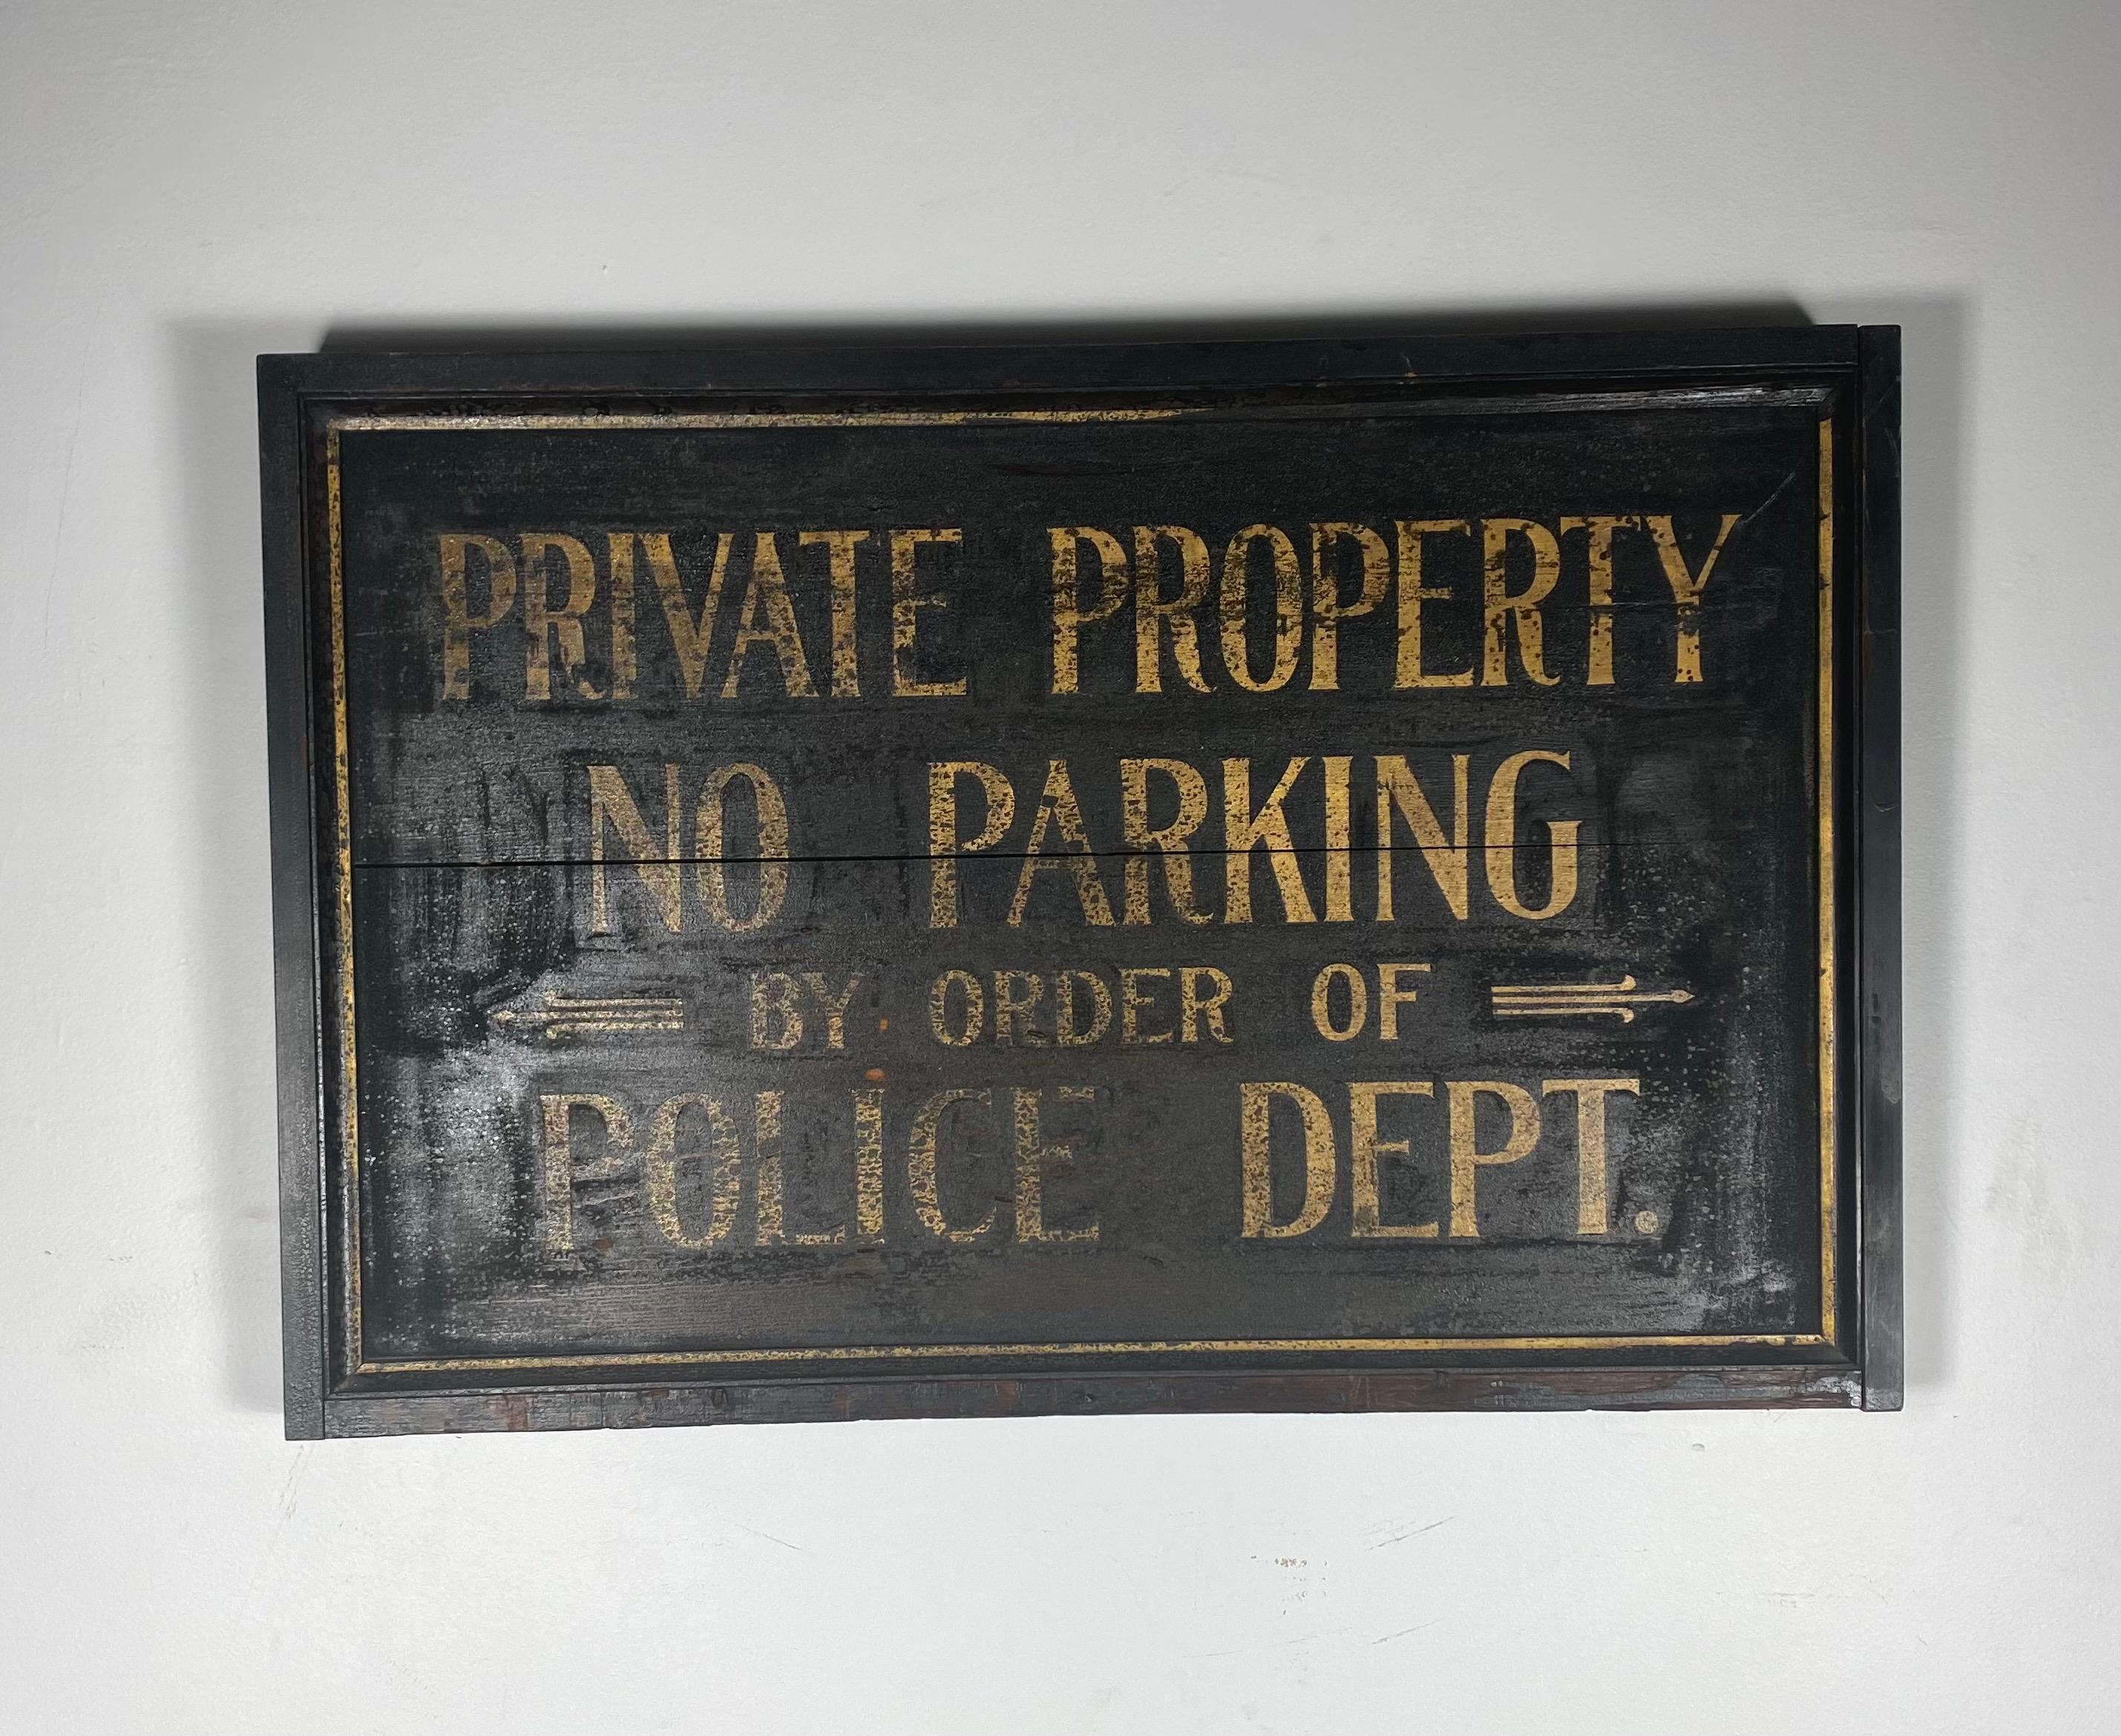 PRIVATE PROPERTY
NO PARKING
BY ORDER OF
POLICE DEPT.